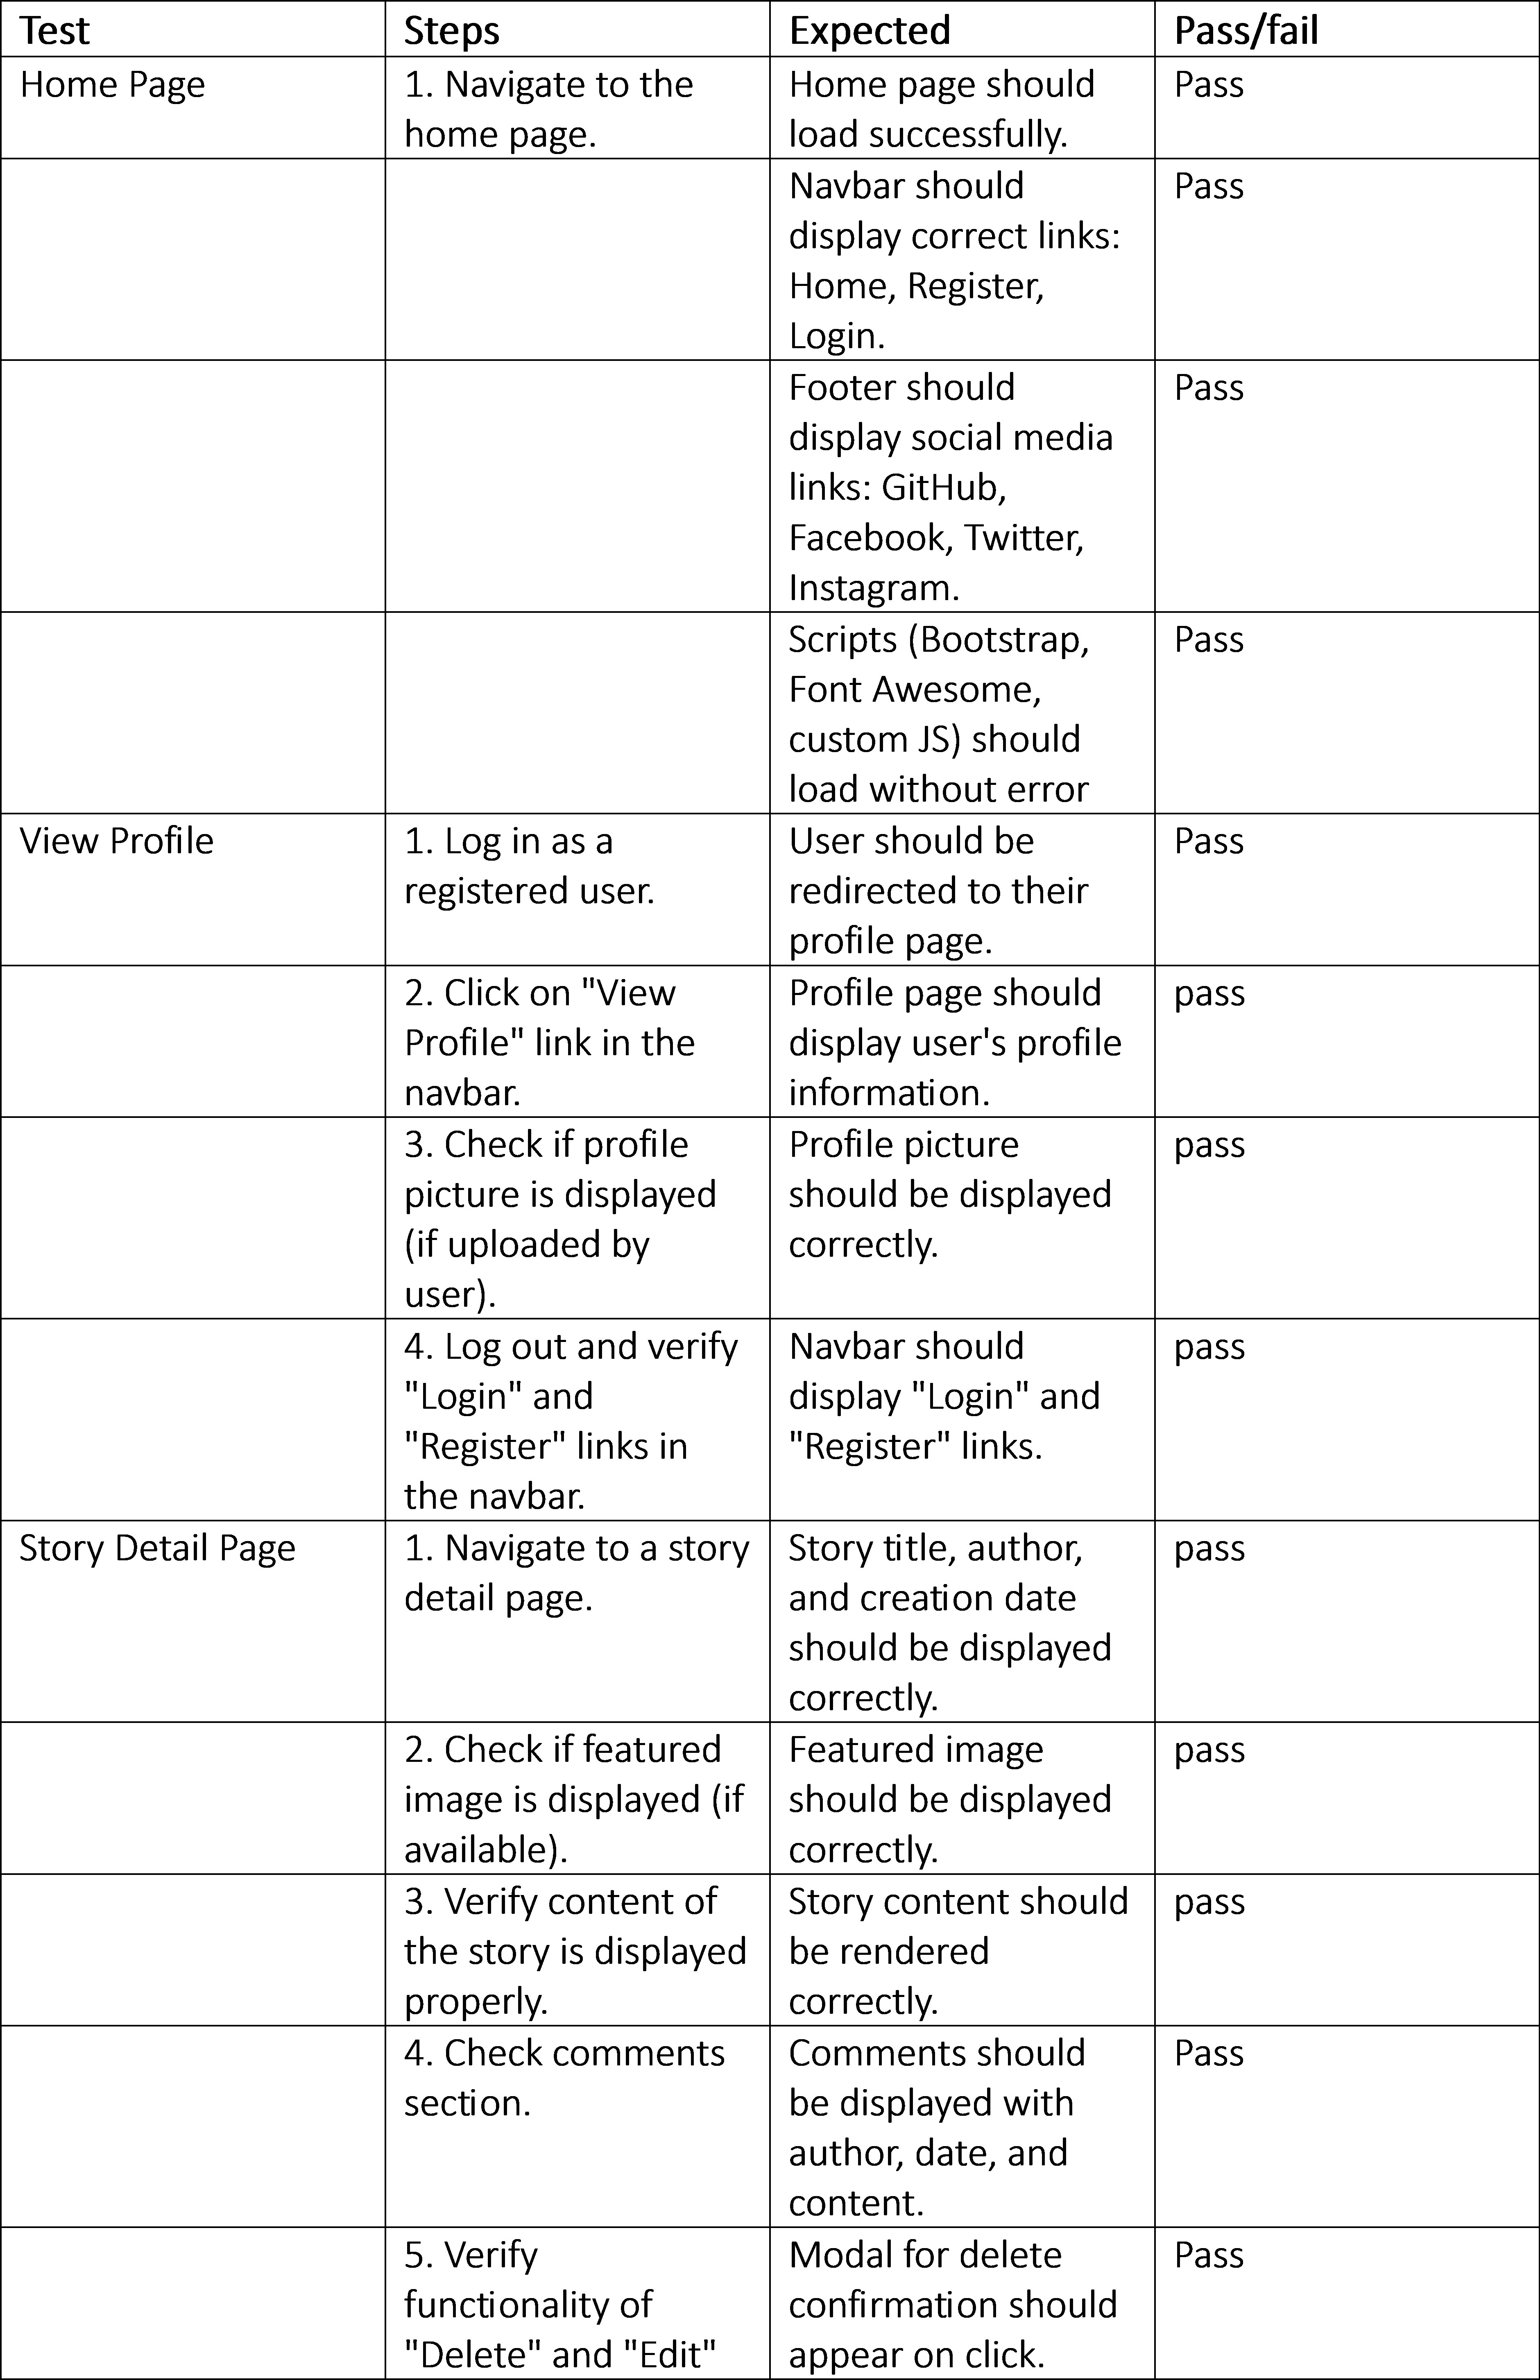 Test Steps Expected Pass/fail
Home Page 1. Navigate to the Home page should Pass
home page. load successfully.
Navbar should Pass
display correct links:
Home, Register,
Login.
Footer should Pass
display social media
links: GitHub,
Facebook, Twitter,
Instagram.
Scripts (Bootstrap, Pass
Font Awesome,
custom JS) should
load without error
View Profile 1. Log in as a User should be Pass
registered user. redirected to their
profile page.
2. Click on "View Profile page should pass
Profile" link in the display user's profile
navbar. information.
3. Check if profile Profile picture pass
picture is displayed should be displayed
(if uploaded by correctly.
user).
4. Log out and verify Navbar should pass
"Login" and display "Login" and
"Register" links in "Register" links.
the navbar.
Story Detail Page 1. Navigate to a story Story title, author, pass
detail page. and creation date
should be displayed
correctly.
2. Check if featured Featured image pass
image is displayed (if should be displayed
available). correctly.
3. Verify content of Story content should pass
the story is displayed be rendered
properly. correctly.
4. Check comments Comments should Pass
section. be displayed with
author, date, and
content.
5. Verify Modal for delete Pass
functionality of confirmation should
"Delete" and "Edit" appear on click.